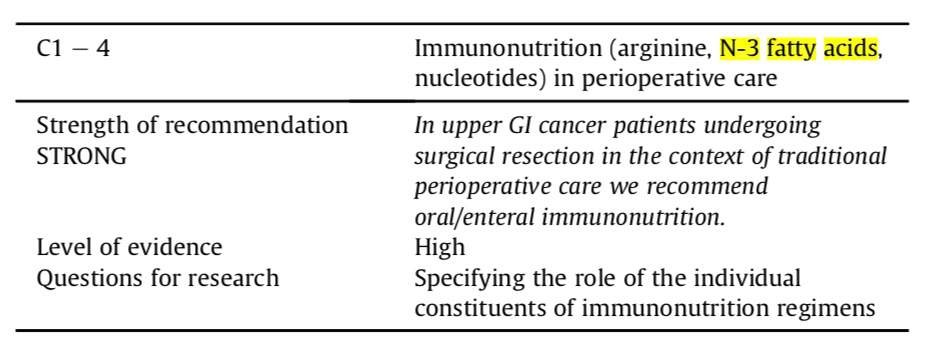 C1 – 4
Immunonutrition (arginine, N-3 fatty acids,
nucleotides) in perioperative care
Strength of recommendation
STRONG
In upper GI cancer patients undergoing
surgical resection in the context of traditional
perioperative care we recommend
oral/enteral immunonutrition.
Level of evidence
High
Questions for research
Specifying the role of the individual
constituents of immunonutrition regimens